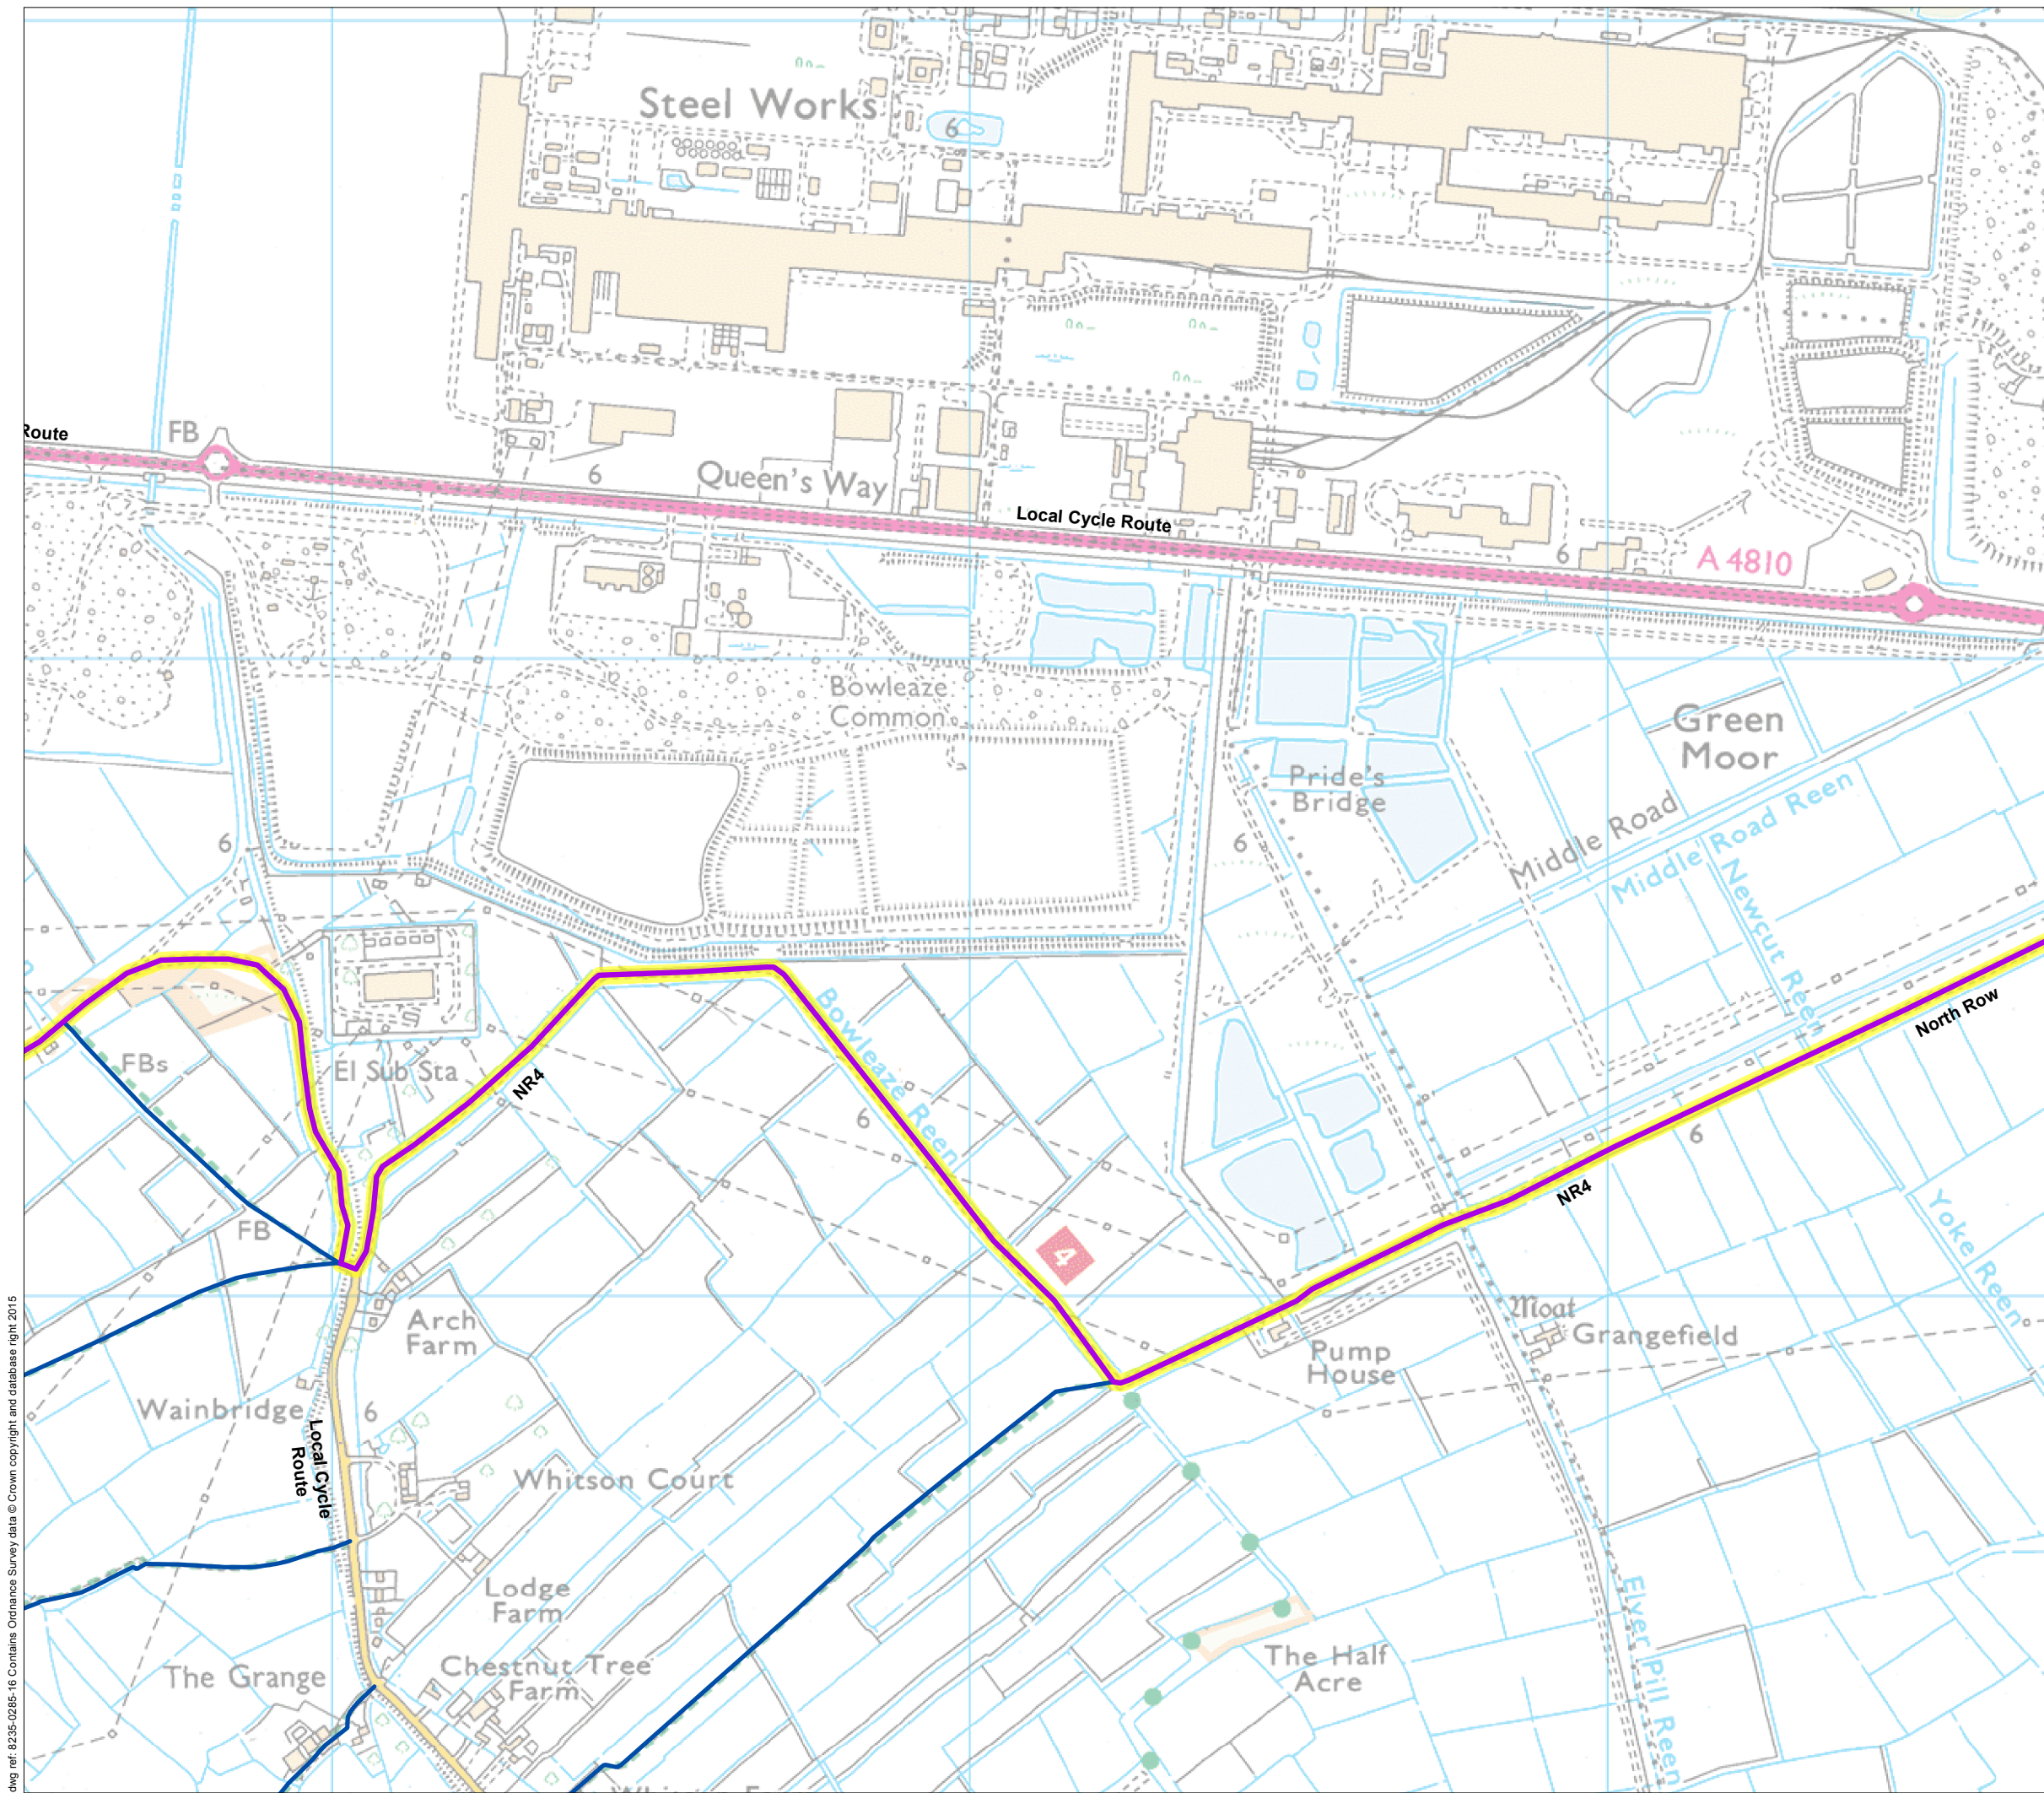 Steel Works
6
7
Route
FB
6
Queen's Way
Local Cycle Route
6
A 4810
Bowleaze
Common
Green
Moor
Pride's
Bridge
6
6
Middle Road
Middle Road Reen
Newcut Reen
North Row
FBs
El Sub Sta
NR4
Bowleaze Reen
6
6
NR4
FB
4
Yoke Reen
Arch
Farm
Moat
Grangefield
Pump
House
Wainbridge
6
Local Cycle
Route
Whitson Court
Lodge
Farm
Elver Pill Reen
The Grange
Chestnut Tree
Farm
The Half
Acre
dwg ref: 8235-0285-16 Contains Ordnance Survey data © Crown copyright and database right 2015